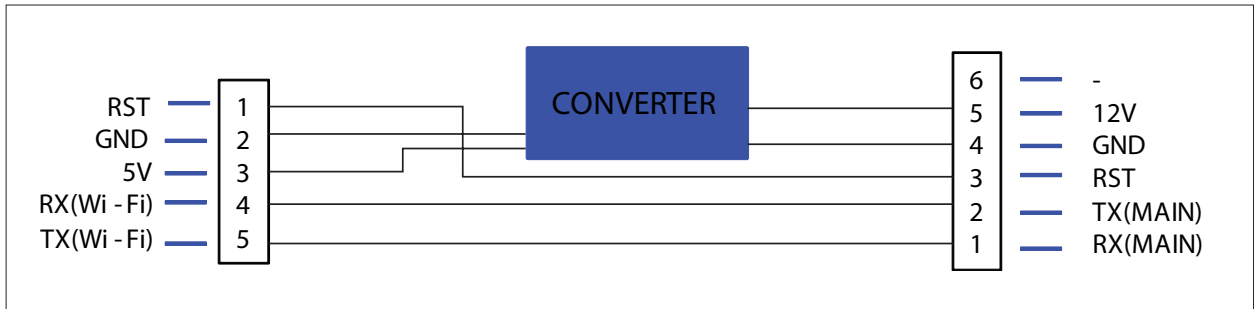 RST 1
GND 2
5V 3
RX(Wi - Fi) 4
TX(Wi - Fi) 5
CONVERTER
6 -
5 12V
4 GND
3 RST
2 TX(MAIN)
1 RX(MAIN)